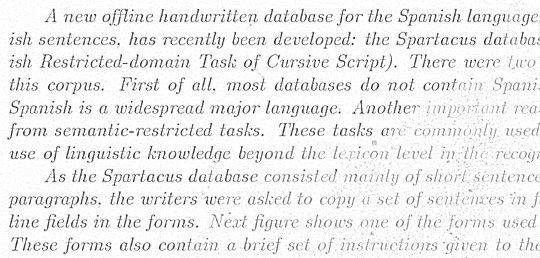 A new offline handwritten database for the Spanish language
ish sentences, has recently been developed: the Spartacus databas
ish Restricted-domain Task of Cursive Script). There were two
this corpus. First of all, most databases do not contain Spani
Spanish is a widespread major language. Another important rea
from semantic-restricted tasks. These tasks are commonly used
use of linguistic knowledge beyond the lexicon level in the recogn
As the Spartacus database consisted mainly of short sentence
paragraphs, the writers were asked to copy a set of sentences in f
line fields in the forms. Next figure shows one of the forms used
These forms also contain a brief set of instructions given to the